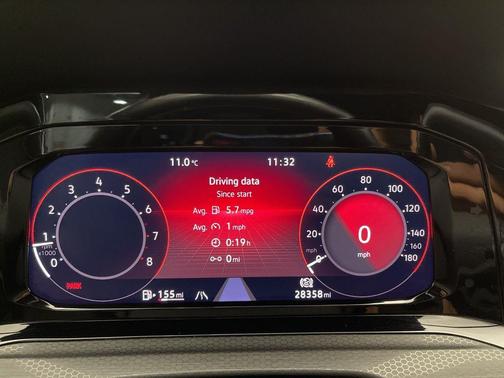 11.0 °C 11:32
Driving data
Since start
Avg. 5.7 mpg
Avg. 1 mph
0:19 h
0 mi
0 1 2 3 4 5 6 7 8
rpm
x1000
PARK
0 20 40 60 80 100 120 140 160 180
0
mph
155 mi
28358 mi